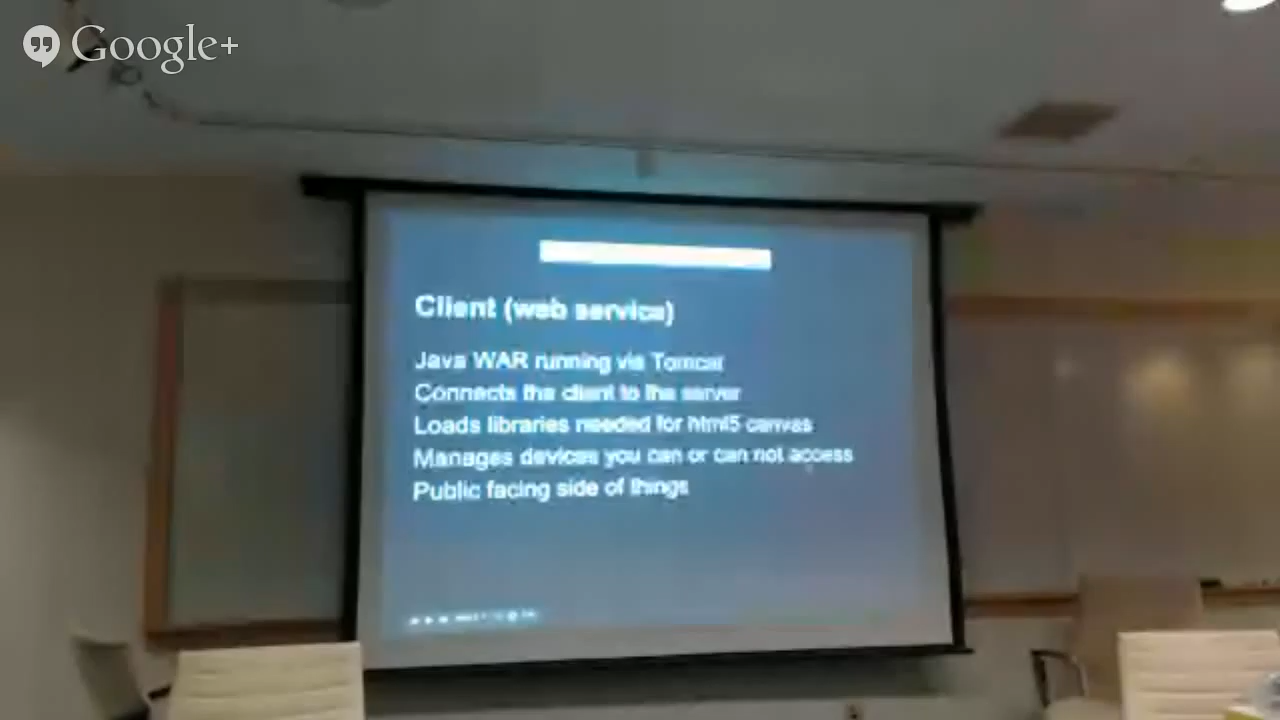 Google+
Client (web service)
Java WAR running via Tomcat
Connects the client to the server
Loads libraries needed for html5 canvas
Manages devices you can or can not access
Public facing side of things